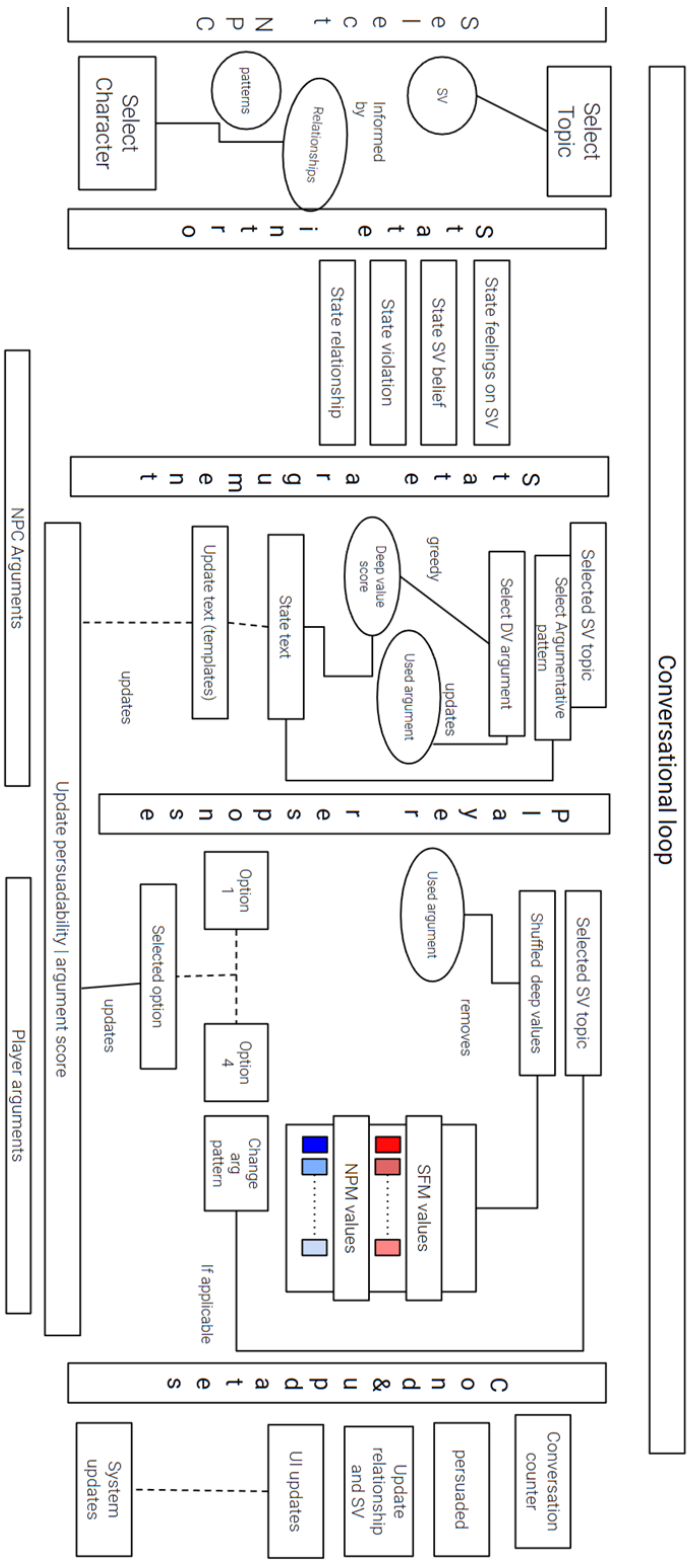 Conversational loop
Select NPC
Select
Topic
SV
Informed
by
Relationships
patterns
Select
Character
State intro
State feelings on SV
State SV belief
State violation
State relationship
State argument
Selected SV topic
Select Argumentative
pattern
Select DV argument
greedy
Deep value
score
updates
Used argument
State text
Update text (templates)
updates
Player response
Selected SV topic
Shuffled deep values
Used argument
removes
SFM values
NPM values
Option
1
Option
4
Change
arg
pattern
If applicable
Selected option
updates
Update persuadability | argument score
Cond&updates
Conversation
counter
persuaded
Update
relationship
and SV
UI updates
System
updates
NPC Arguments
Player arguments